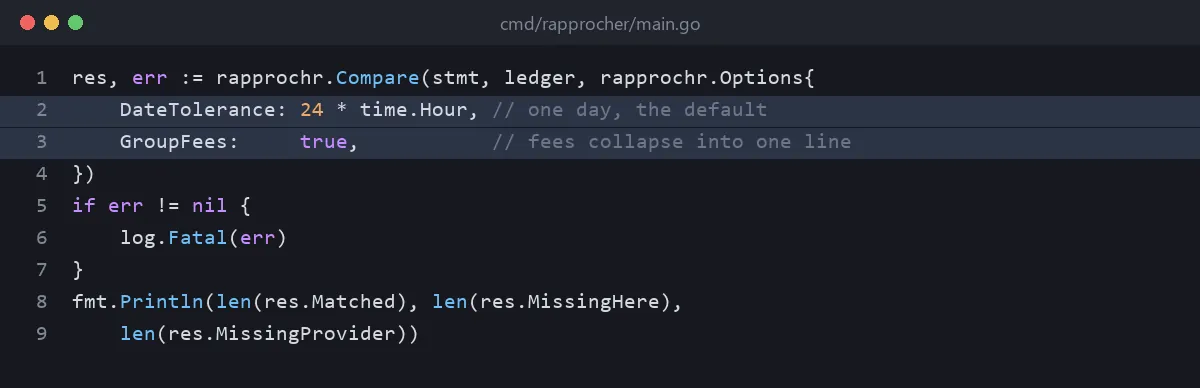 cmd/rapprocher/main.go
1 res, err := rapprochr.Compare(stmt, ledger, rapprochr.Options{
2     DateTolerance: 24 * time.Hour, // one day, the default
3     GroupFees:     true,           // fees collapse into one line
4 })
5 if err != nil {
6     log.Fatal(err)
7 }
8 fmt.Println(len(res.Matched), len(res.MissingHere),
9     len(res.MissingProvider))